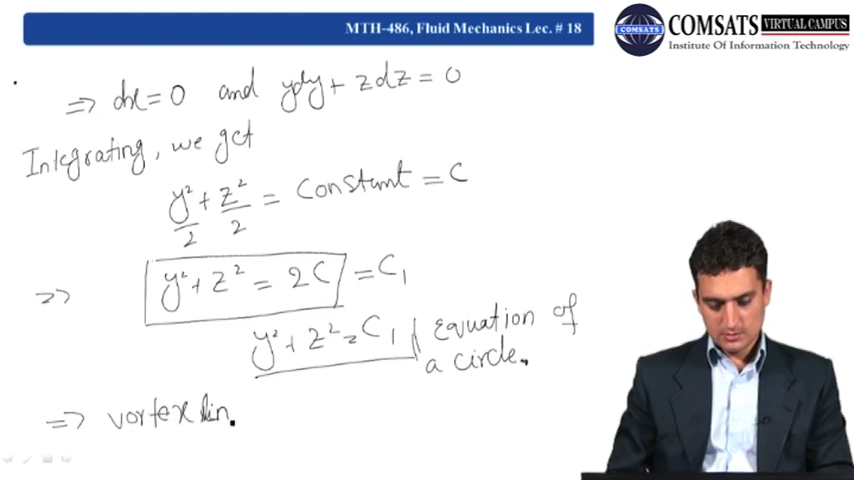 MTH-486, Fluid Mechanics Lec. # 18
COMSATS
COMSATS VIRTUAL CAMPUS
Institute Of Information Technology
⇒ dx = 0 and ydy + zdz = 0
Integrating, we get
y²/2 + z²/2 = Constant = C
⇒ y² + z² = 2C = C₁
y² + z² = C₁ Equation of
a circle.
⇒ vortex lin